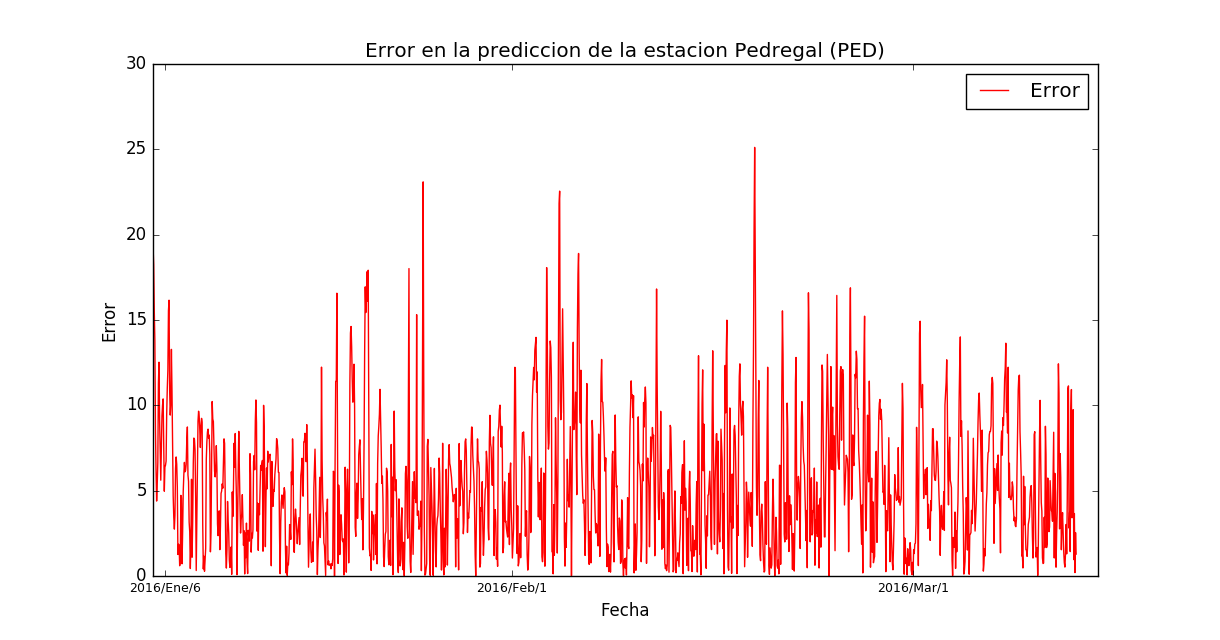 Error en la prediccion de la estacion Pedregal (PED)
Error
30
25
20
15
10
5
0
Error
2016/Ene/6
2016/Feb/1
2016/Mar/1
Fecha